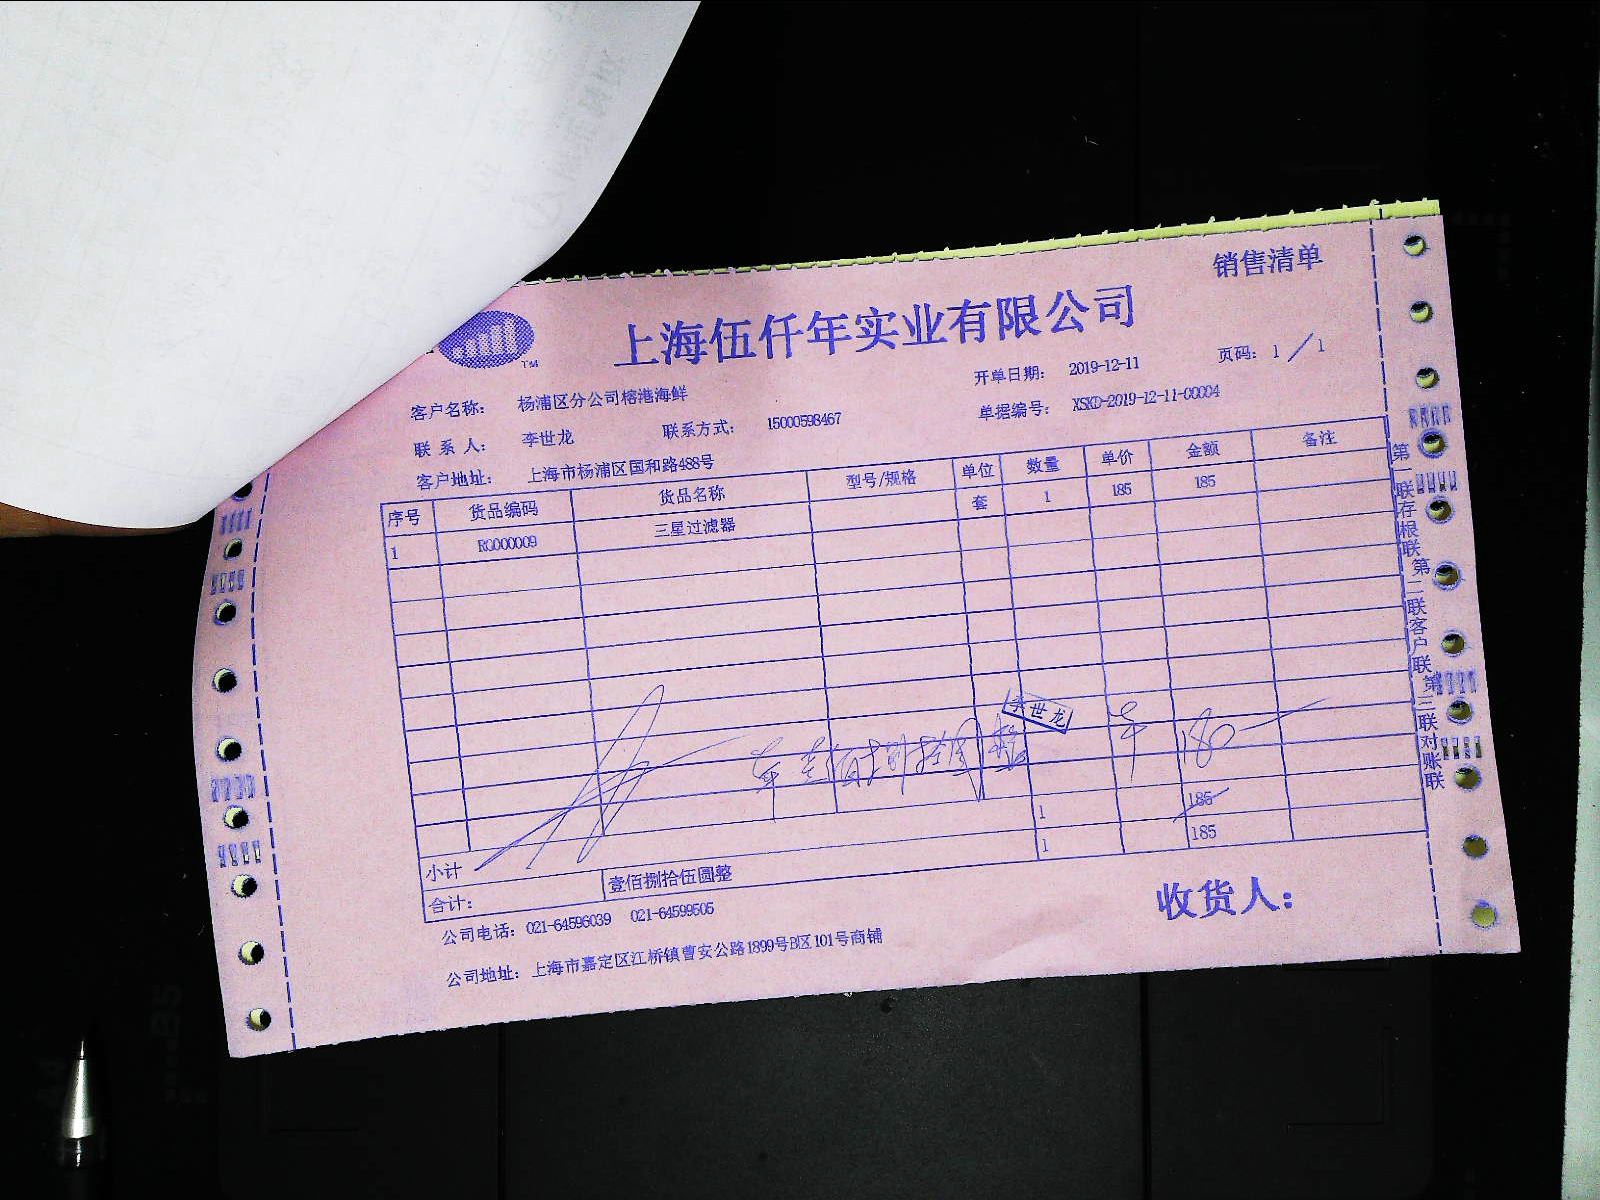 销售清单
上海伍仟年实业有限公司
TM
开单日期: 2019-12-11 页码: 1 / 1
客户名称: 杨浦区分公司榕港海鲜
单据编号: XSKD-2019-12-11-00004
联系人: 李世龙 联系方式: 15000598467
客户地址: 上海市杨浦区国和路488号
序号 货品编码 货品名称 型号/规格 单位 数量 单价 金额 备注
1 RQ000009 三星过滤器 套 1 185 185
李世龙
180
小计 1 185
合计: 壹佰捌拾伍圆整 1 185
收货人:
公司电话: 021-64596039 021-64599505
公司地址: 上海市嘉定区江桥镇曹安公路1899号B区101号商铺
第一联存根联 第二联客户联 第三联对账联